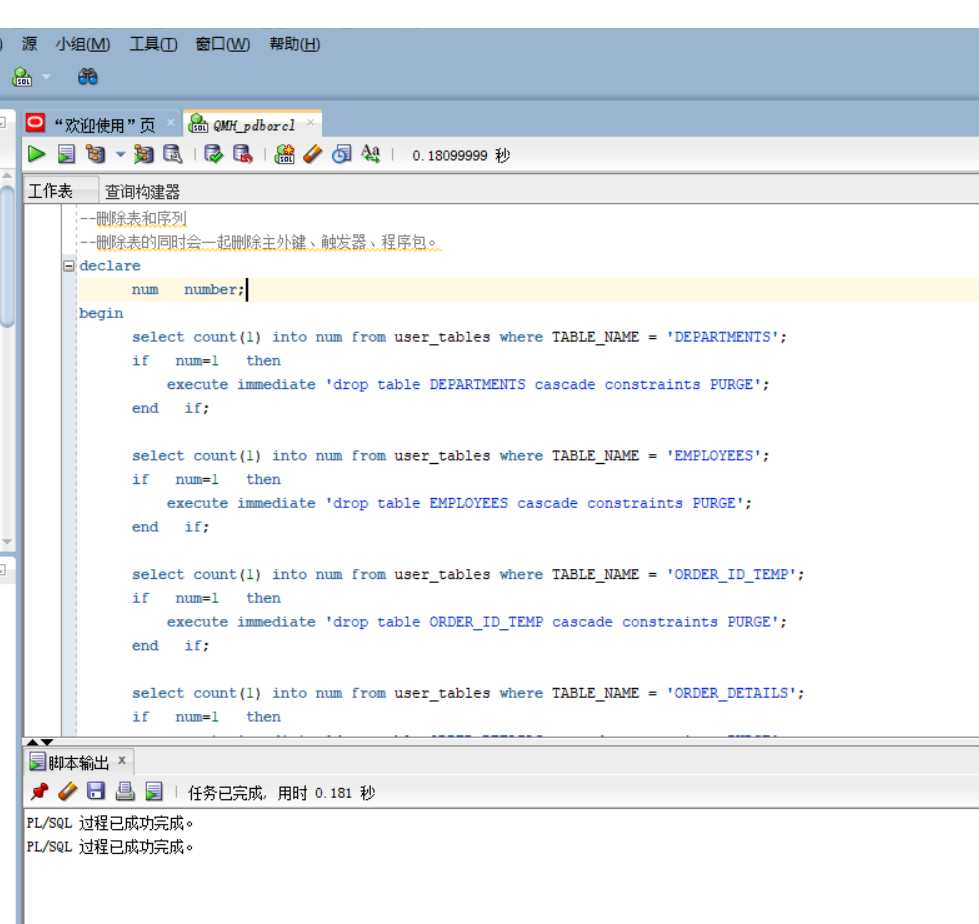 源 小组(M) 工具(T) 窗口(W) 帮助(H)
“欢迎使用”页 QMH_pdborcl
0.18099999 秒
工作表 查询构建器
--删除表和序列
--删除表的同时会一起删除主外键、触发器、程序包。
declare
num number;
begin
select count(1) into num from user_tables where TABLE_NAME = 'DEPARTMENTS';
if num=1 then
execute immediate 'drop table DEPARTMENTS cascade constraints PURGE';
end if;
select count(1) into num from user_tables where TABLE_NAME = 'EMPLOYEES';
if num=1 then
execute immediate 'drop table EMPLOYEES cascade constraints PURGE';
end if;
select count(1) into num from user_tables where TABLE_NAME = 'ORDER_ID_TEMP';
if num=1 then
execute immediate 'drop table ORDER_ID_TEMP cascade constraints PURGE';
end if;
select count(1) into num from user_tables where TABLE_NAME = 'ORDER_DETAILS';
if num=1 then
脚本输出
任务已完成, 用时 0.181 秒
PL/SQL 过程已成功完成。
PL/SQL 过程已成功完成。